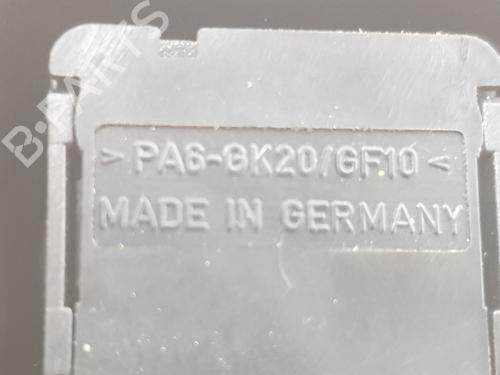 B-PARTS
> PA6-GK20/GF10 <
MADE IN GERMANY